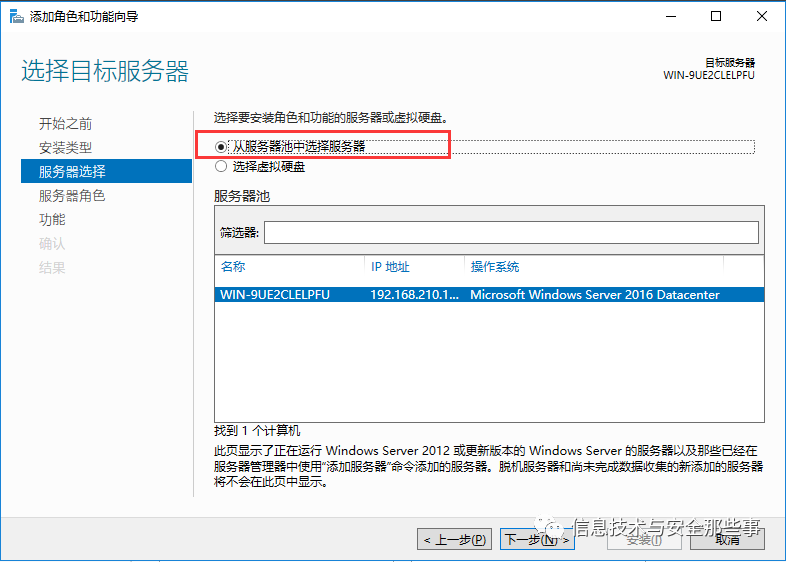 添加角色和功能向导
选择目标服务器
目标服务器
WIN-9UE2CLELPFU
开始之前
安装类型
服务器选择
服务器角色
功能
确认
结果
选择要安装角色和功能的服务器或虚拟硬盘。
从服务器池中选择服务器
选择虚拟硬盘
服务器池
筛选器:
名称 IP 地址 操作系统
WIN-9UE2CLELPFU 192.168.210.1... Microsoft Windows Server 2016 Datacenter
找到 1 个计算机
此页显示了正在运行 Windows Server 2012 或更新版本的 Windows Server 的服务器以及那些已经在
服务器管理器中使用"添加服务器"命令添加的服务器。脱机服务器和尚未完成数据收集的新添加的服务器
将不会在此页中显示。
< 上一步(P) 下一步(N) > 安装(I) 取消
信息技术与安全那些事